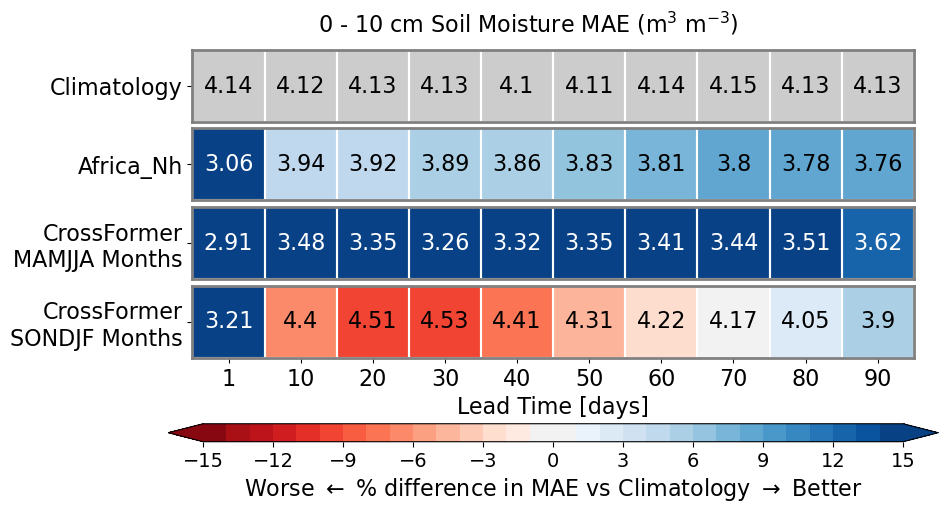 0 - 10 cm Soil Moisture MAE (m³ m⁻³)
Climatology 4.14 4.12 4.13 4.13 4.1 4.11 4.14 4.15 4.13 4.13
Africa_Nh 3.06 3.94 3.92 3.89 3.86 3.83 3.81 3.8 3.78 3.76
CrossFormer
MAMJJA Months 2.91 3.48 3.35 3.26 3.32 3.35 3.41 3.44 3.51 3.62
CrossFormer
SONDJF Months 3.21 4.4 4.51 4.53 4.41 4.31 4.22 4.17 4.05 3.9
1 10 20 30 40 50 60 70 80 90
Lead Time [days]
−15 −12 −9 −6 −3 0 3 6 9 12 15
Worse ← % difference in MAE vs Climatology → Better